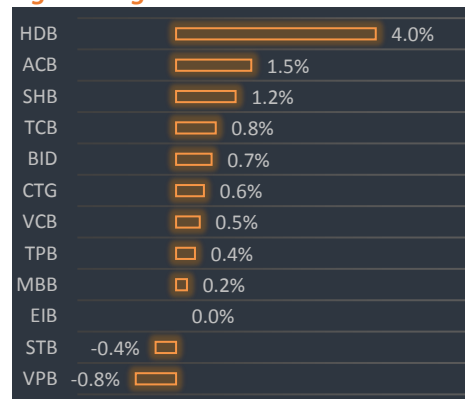 HDB 4.0%
ACB 1.5%
SHB 1.2%
TCB 0.8%
BID 0.7%
CTG 0.6%
VCB 0.5%
TPB 0.4%
MBB 0.2%
EIB 0.0%
STB -0.4%
VPB -0.8%